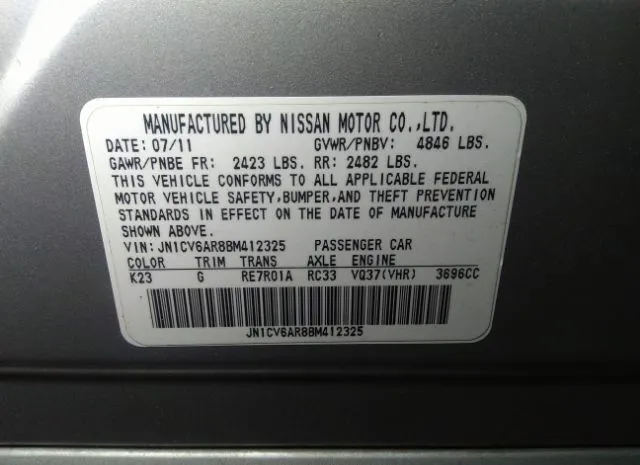 MANUFACTURED BY NISSAN MOTOR CO.,LTD.
DATE: 07/11 GVWR/PNBV: 4846 LBS.
GAWR/PNBE FR: 2423 LBS. RR: 2482 LBS.
THIS VEHICLE CONFORMS TO ALL APPLICABLE FEDERAL
MOTOR VEHICLE SAFETY,BUMPER,AND THEFT PREVENTION
STANDARDS IN EFFECT ON THE DATE OF MANUFACTURE
SHOWN ABOVE.
VIN: JN1CV6AR8BM412325 PASSENGER CAR
COLOR TRIM TRANS AXLE ENGINE
K23 G RE7R01A RC33 VQ37(VHR) 3696CC
JN1CV6AR8BM412325